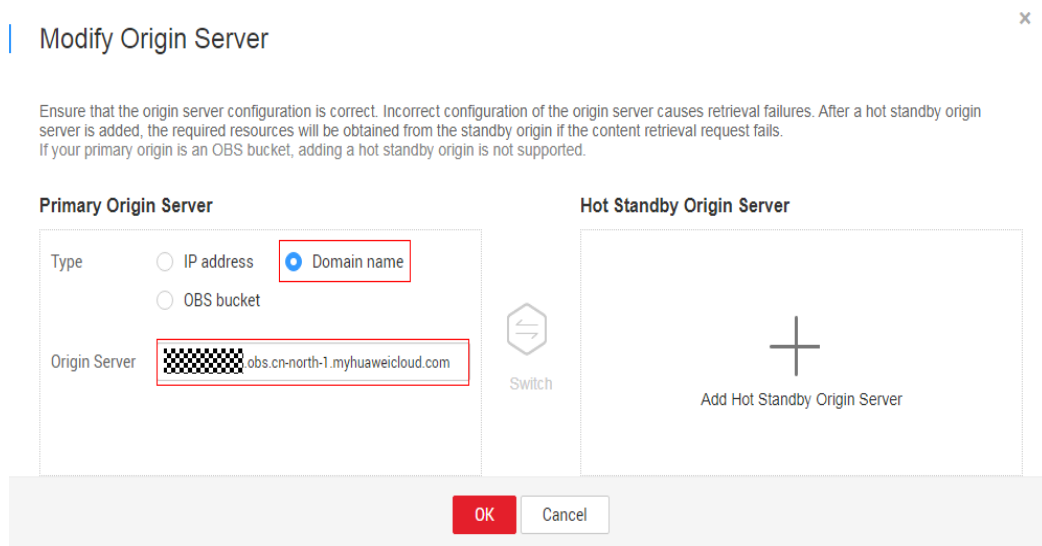 ×
Modify Origin Server
Ensure that the origin server configuration is correct. Incorrect configuration of the origin server causes retrieval failures. After a hot standby origin
server is added, the required resources will be obtained from the standby origin if the content retrieval request fails.
If your primary origin is an OBS bucket, adding a hot standby origin is not supported.
Primary Origin Server
Type
IP address
Domain name
OBS bucket
Origin Server
.obs.cn-north-1.myhuaweicloud.com
Switch
Hot Standby Origin Server
Add Hot Standby Origin Server
OK
Cancel